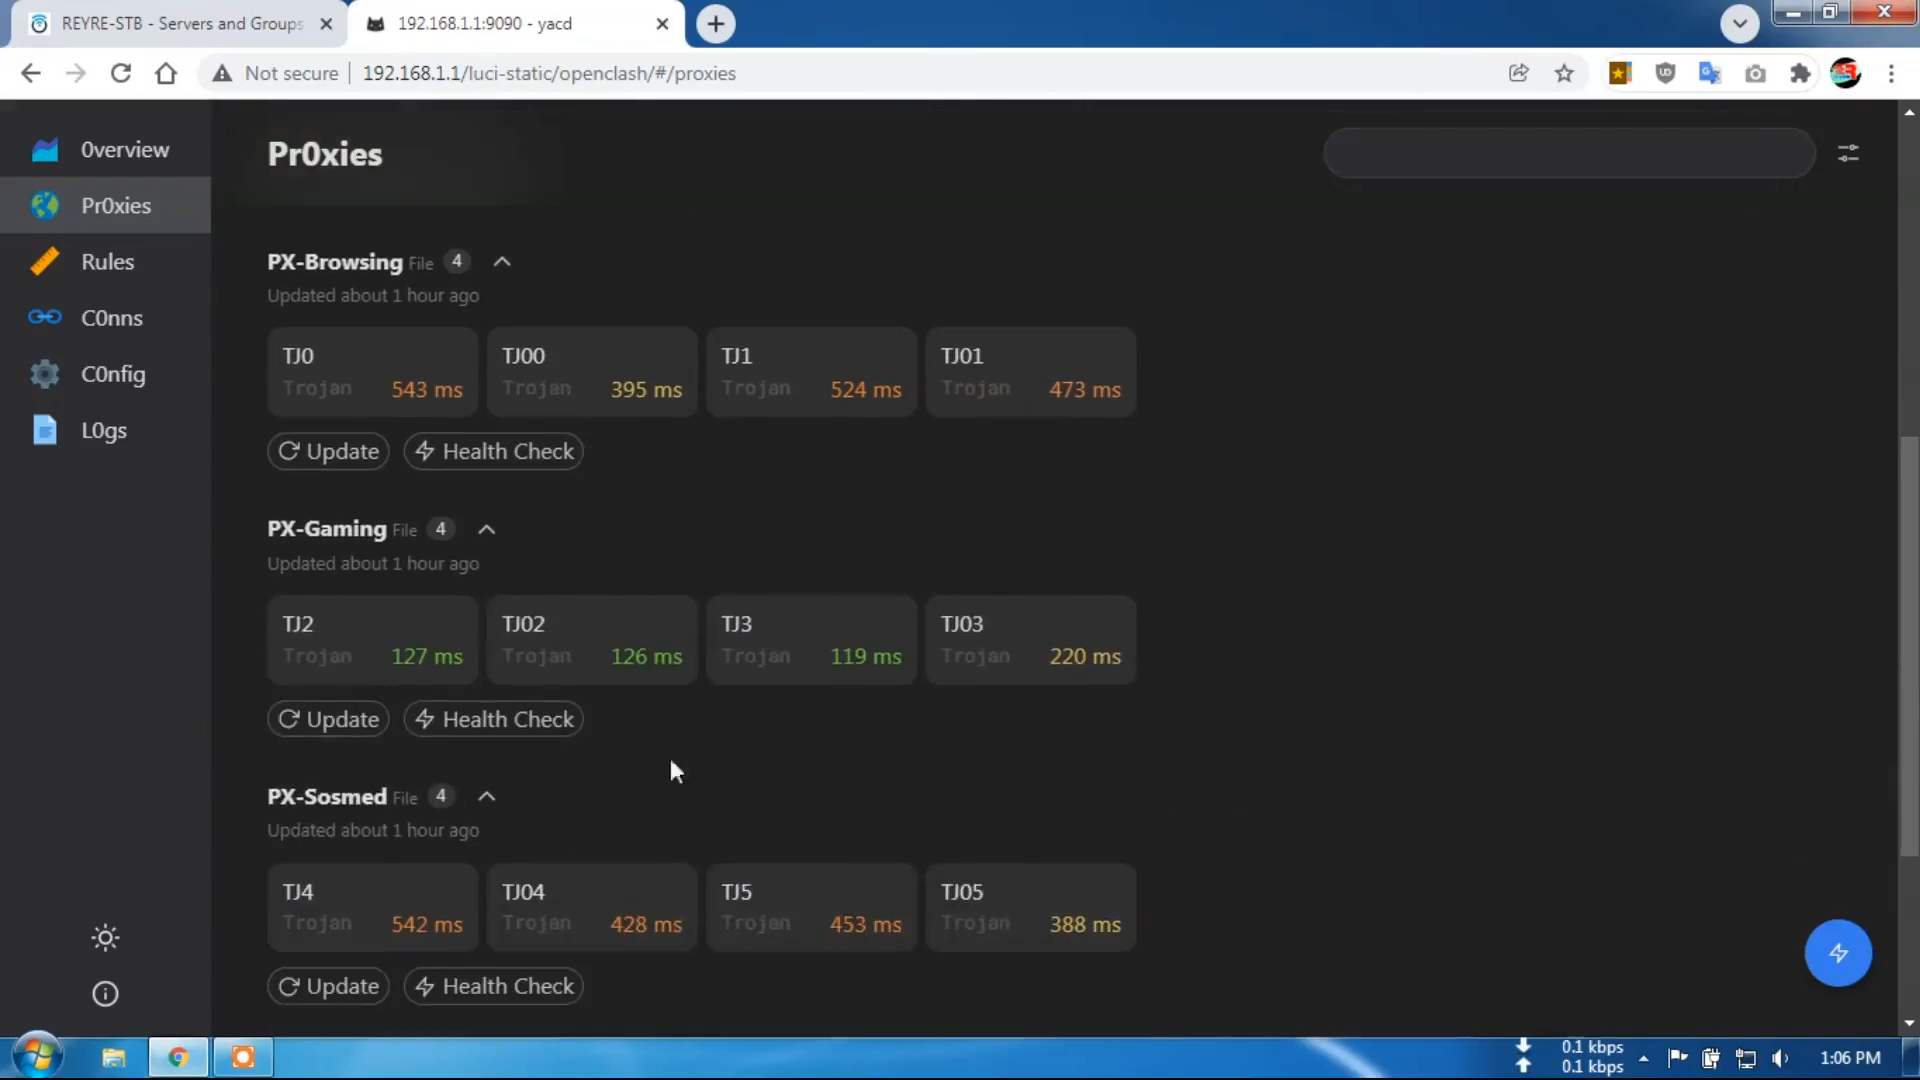 REYRE-STB - Servers and Groups
192.168.1.1:9090 - yacd
Not secure
192.168.1.1/luci-static/openclash/#/proxies
0verview
Pr0xies
Rules
C0nns
C0nfig
L0gs
Pr0xies
PX-Browsing File 4
Updated about 1 hour ago
TJ0
Trojan 543 ms
TJ00
Trojan 395 ms
TJ1
Trojan 524 ms
TJ01
Trojan 473 ms
Update
Health Check
PX-Gaming File 4
Updated about 1 hour ago
TJ2
Trojan 127 ms
TJ02
Trojan 126 ms
TJ3
Trojan 119 ms
TJ03
Trojan 220 ms
Update
Health Check
PX-Sosmed File 4
Updated about 1 hour ago
TJ4
Trojan 542 ms
TJ04
Trojan 428 ms
TJ5
Trojan 453 ms
TJ05
Trojan 388 ms
Update
Health Check
0.1 kbps
0.1 kbps
1:06 PM